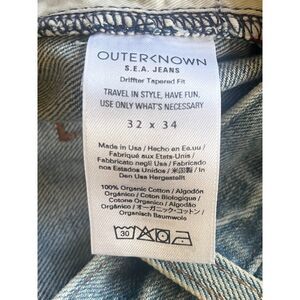 OUTERKNOWN
S.E.A. JEANS
Driffter Tapered Fit
TRAVEL IN STYLE, HAVE FUN,
USE ONLY WHAT'S NECESSARY
32 x 34
Made in Usa / Hecho en Ee.uu /
Fabriqué aux Etats-Unis /
Fabbricato negli Usa / Fabricado
nos Estados Unidos / 米国製 / In
Den Usa Hergestellt
100% Organic Cotton / Algodón
Orgánico / Coton Biologique /
Cotone Organico / Algodão
Orgânico / オーガニック・コットン /
Organisch Baumwole
30